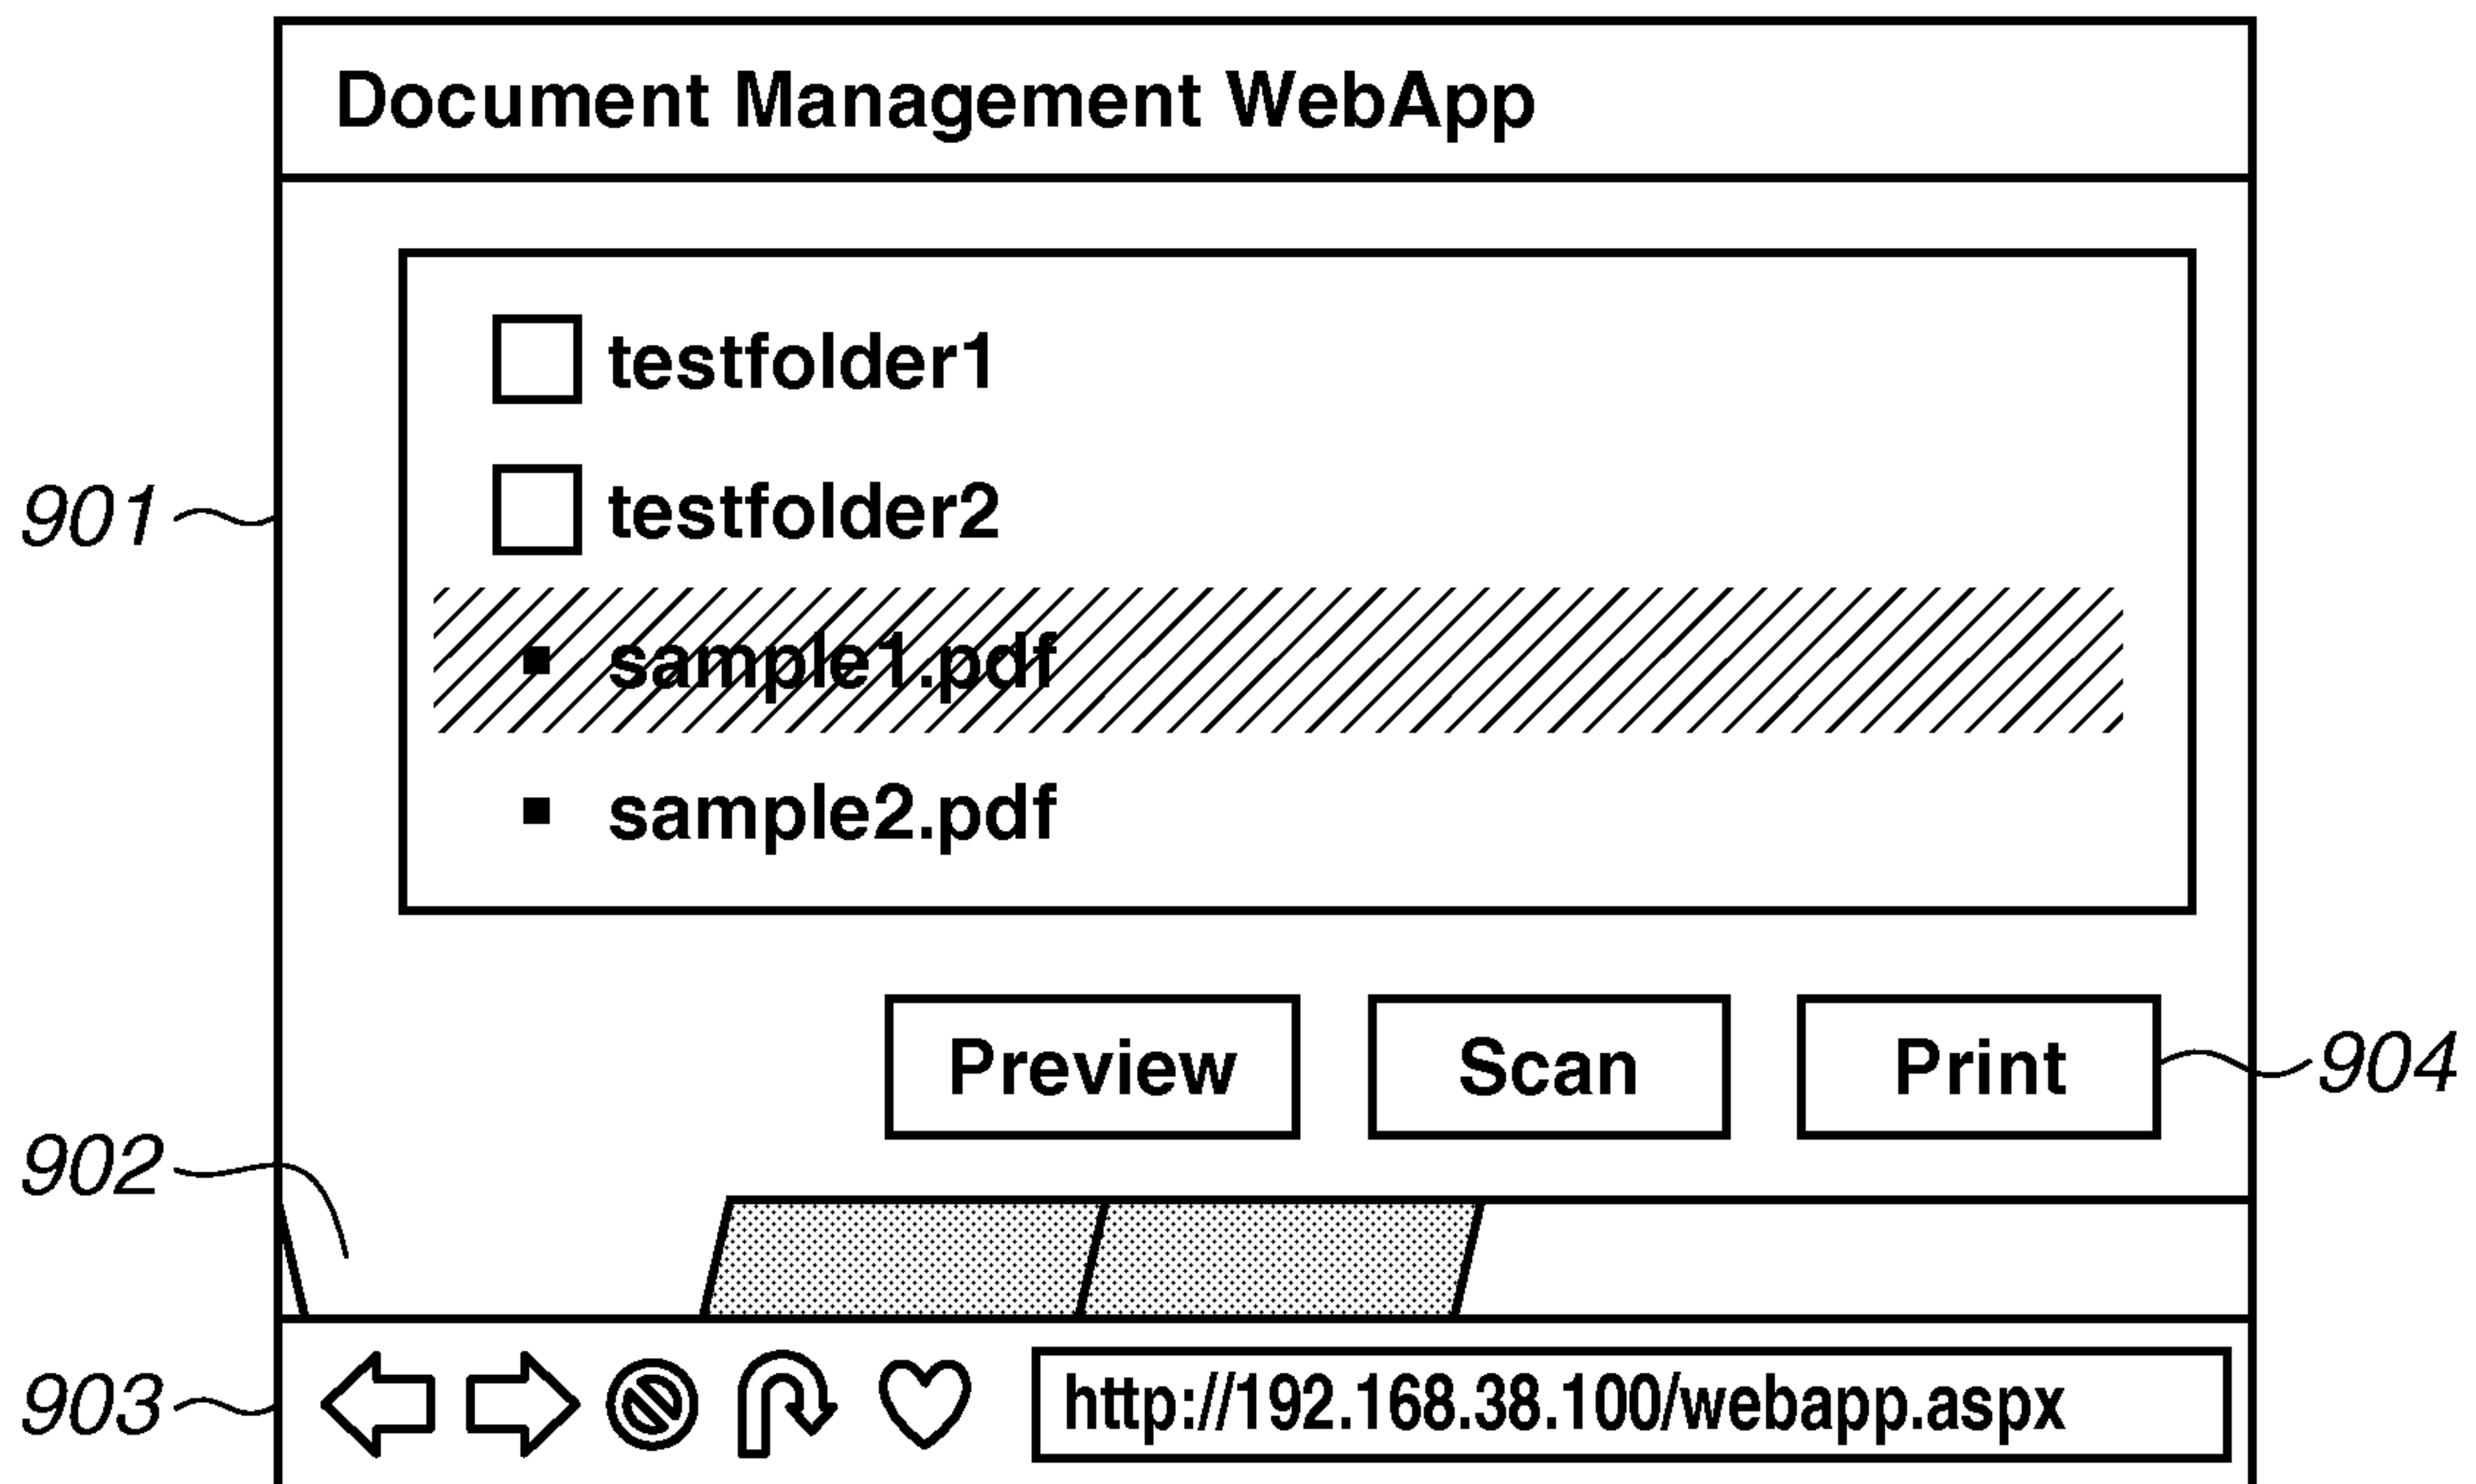 Document Management WebApp
testfolder1
testfolder2
901
sample1.pdf
sample2.pdf
Preview Scan Print 904
902
903 http://192.168.38.100/webapp.aspx